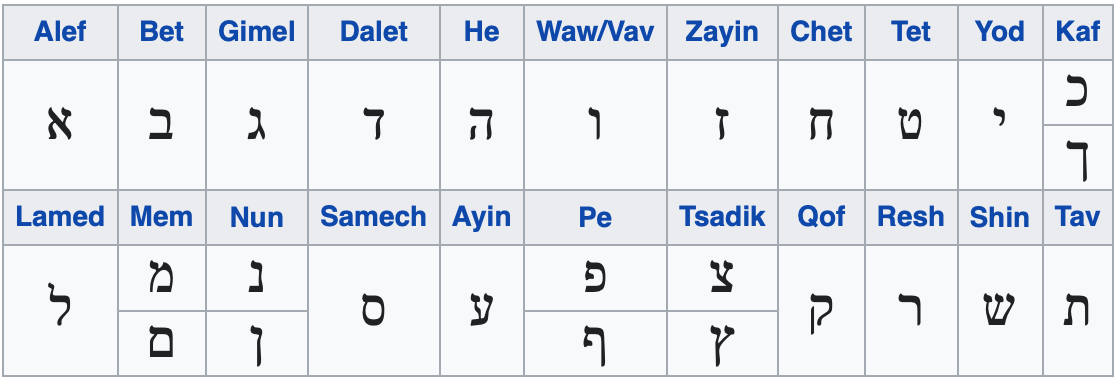 Alef Bet Gimel Dalet He Waw/Vav Zayin Chet Tet Yod Kaf
א ב ג ד ה ו ז ח ט י כ
ך
Lamed Mem Nun Samech Ayin Pe Tsadik Qof Resh Shin Tav
ל מ נ ס ע פ צ ק ר ש ת
ם ן ף ץ